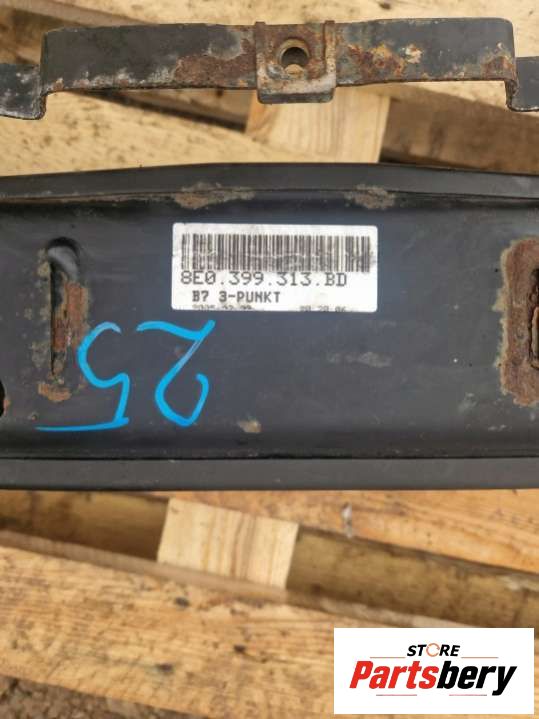 8E0.399.313.BD
B7 3-PUNKT
25
STORE
Partsbery